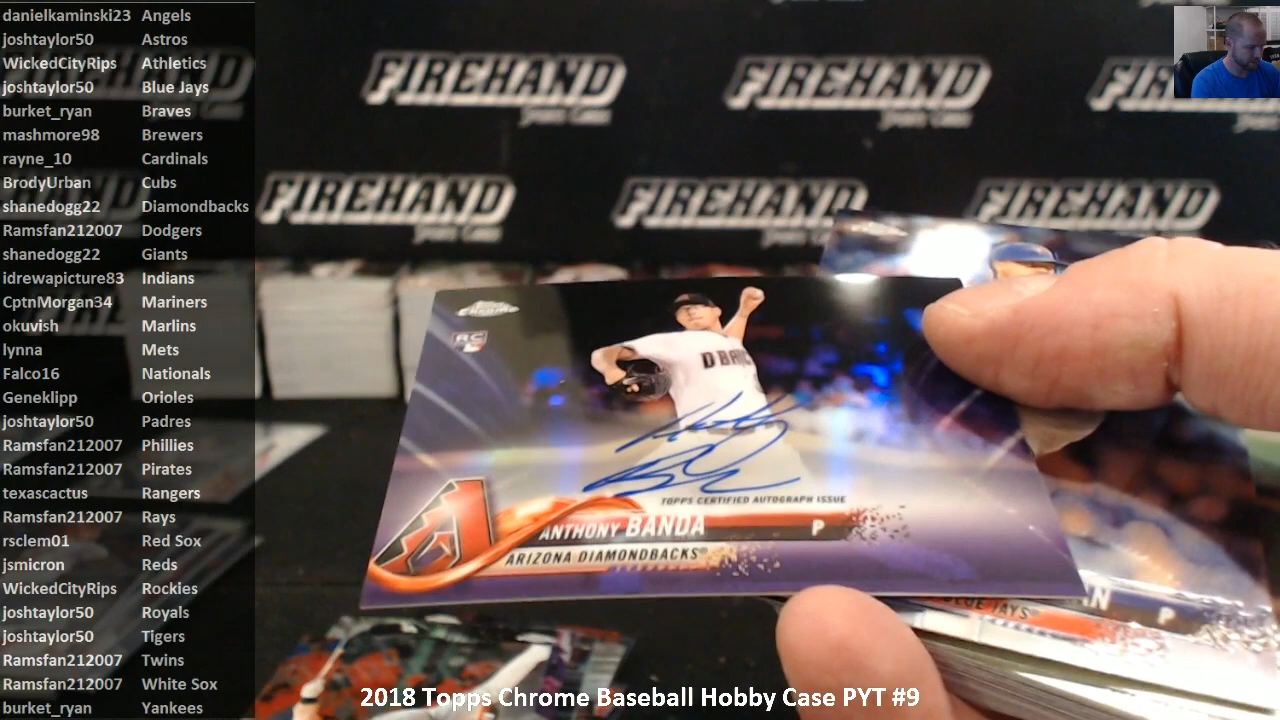 danielkaminski23 Angels
joshtaylor50 Astros
WickedCityRips Athletics
joshtaylor50 Blue Jays
burket_ryan Braves
mashmore98 Brewers
rayne_10 Cardinals
BrodyUrban Cubs
shanedogg22 Diamondbacks
Ramsfan212007 Dodgers
shanedogg22 Giants
idrewapicture83 Indians
CptnMorgan34 Mariners
okuvish Marlins
lynna Mets
Falco16 Nationals
Geneklipp Orioles
joshtaylor50 Padres
Ramsfan212007 Phillies
Ramsfan212007 Pirates
texascactus Rangers
Ramsfan212007 Rays
rsclem01 Red Sox
jsmicron Reds
WickedCityRips Rockies
joshtaylor50 Royals
joshtaylor50 Tigers
Ramsfan212007 Twins
Ramsfan212007 White Sox
burket_ryan Yankees
FIREHAND
FIREHAND
FIREHAND
FIREHAND
FIREHAND
Topps
CHROME
RC
TOPPS CERTIFIED AUTOGRAPH ISSUE
ANTHONY BANDA P
ARIZONA DIAMONDBACKS
P
BLUE JAYS
2018 Topps Chrome Baseball Hobby Case PYT #9